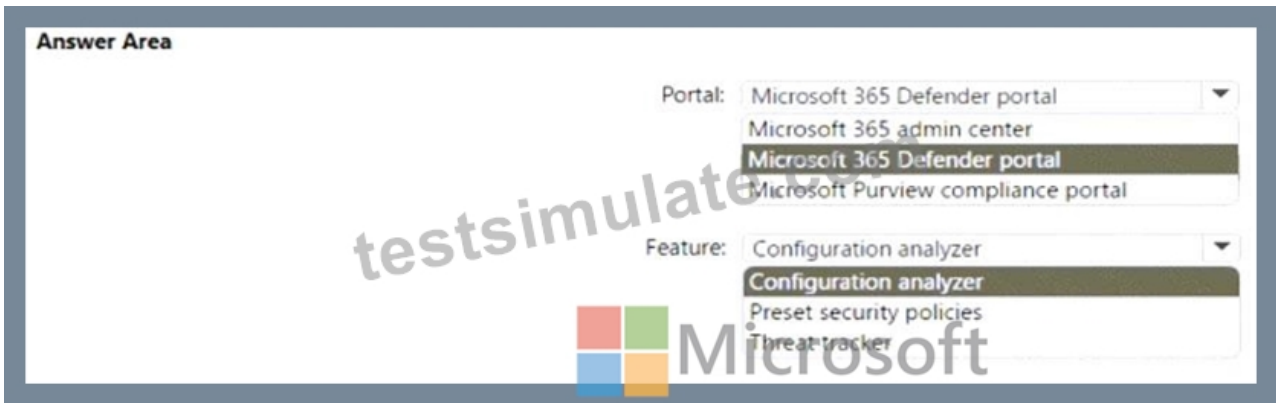 Answer Area
Portal: Microsoft 365 Defender portal
Microsoft 365 admin center
Microsoft 365 Defender portal
Microsoft Purview compliance portal
testsimulate.com
Feature: Configuration analyzer
Configuration analyzer
Preset security policies
Threat tracker
Microsoft